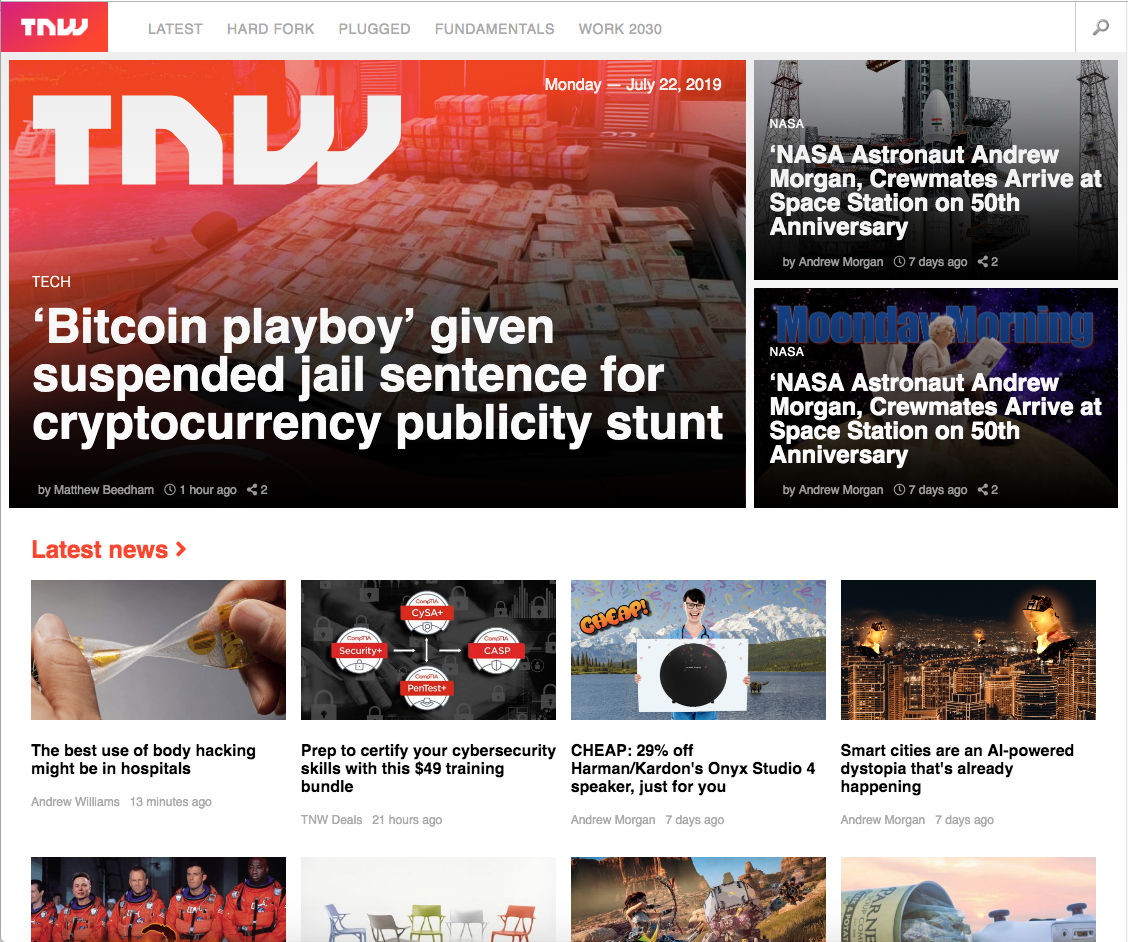 TNW
LATEST
HARD FORK
PLUGGED
FUNDAMENTALS
WORK 2030
Monday — July 22, 2019
TNW
TECH
‘Bitcoin playboy’ given
suspended jail sentence for
cryptocurrency publicity stunt
by Matthew Beedham 1 hour ago 2
NASA
‘NASA Astronaut Andrew
Morgan, Crewmates Arrive at
Space Station on 50th
Anniversary
by Andrew Morgan 7 days ago 2
Moonday Morning
NASA
‘NASA Astronaut Andrew
Morgan, Crewmates Arrive at
Space Station on 50th
Anniversary
by Andrew Morgan 7 days ago 2
Latest news
The best use of body hacking
might be in hospitals
Andrew Williams 13 minutes ago
CompTIA
CySA+
CompTIA
Security+
CompTIA
CASP
CompTIA
PenTest+
Prep to certify your cybersecurity
skills with this $49 training
bundle
TNW Deals 21 hours ago
CHEAP!
CHEAP: 29% off
Harman/Kardon's Onyx Studio 4
speaker, just for you
Andrew Morgan 7 days ago
Smart cities are an AI-powered
dystopia that's already
happening
Andrew Morgan 7 days ago